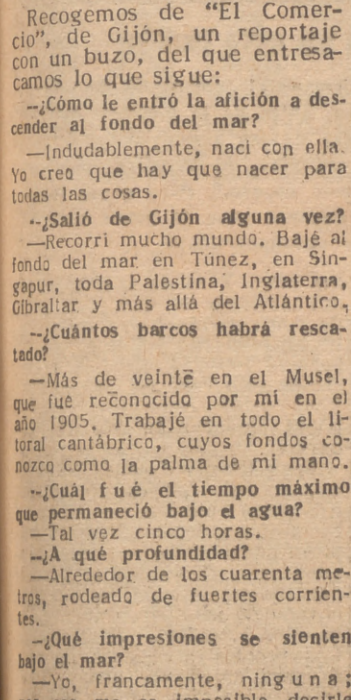 Recogemos de “El Comer-
cio”, de Gijón, un reportaje
con un buzo, del que entresa-
camos lo que sigue:
--¿Cómo le entró la afición a des-
cender al fondo del mar?
—Indudablemente, nací con ella.
Yo creo que hay que nacer para
todas las cosas.
--¿Salió de Gijón alguna vez?
—Recorrí mucho mundo. Bajé al
fondo del mar en Túnez, en Sin-
gapur, toda Palestina, Inglaterra,
Gibraltar y más allá del Atlántico.
--¿Cuántos barcos habrá resca-
tado?
—Más de veinte en el Musel,
que fue reconocido por mí en el
año 1905. Trabajé en todo el li-
toral cantábrico, cuyos fondos co-
nozco como la palma de mi mano.
--¿Cuál fué el tiempo máximo
que permaneció bajo el agua?
—Tal vez cinco horas.
--¿A qué profundidad?
—Alrededor de los cuarenta me-
tros, rodeado de fuertes corrien-
tes.
--¿Qué impresiones se sienten
bajo el mar?
—Yo, francamente, ninguna;